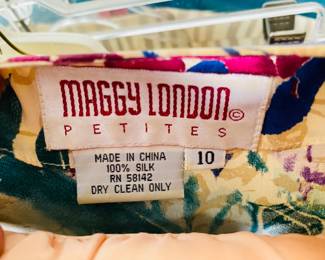 MAGGY LONDON©
PETITES
MADE IN CHINA
100% SILK
RN 58142
DRY CLEAN ONLY
10